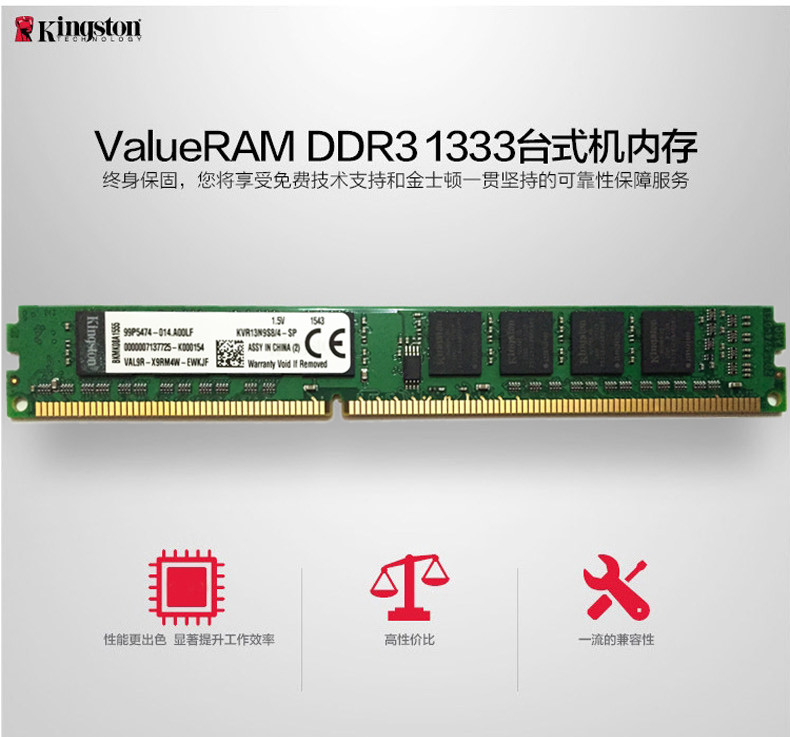 Kingston
TECHNOLOGY
ValueRAM DDR3 1333台式机内存
终身保固，您将享受免费技术支持和金士顿一贯坚持的可靠性保障服务
Kingston
1.5V 1543
99P5474-014.A00LF KVR13N9S8/4-SP
0000007137725-K000154 ASSY IN CHINA (2)
VAL9R-X9RM4W-EWKJF Warranty Void If Removed
CE
性能更出色 显著提升工作效率
高性价比
一流的兼容性